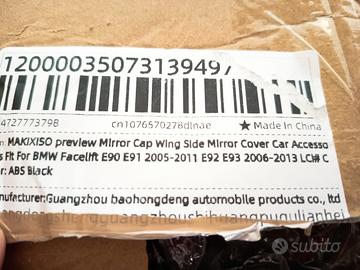 12000035073139497
4727773798
cn1076570278dlnae
★ Made In China
MAKIXISO preview Mirror Cap Wing Side Mirror Cover Car Accesso
s Fit For BMW Facelift E90 E91 2005-2011 E92 E93 2006-2013 LCI# C
r: ABS Black
nufacturer:Guangzhou baohongdeng automobile products co., ltd
subito